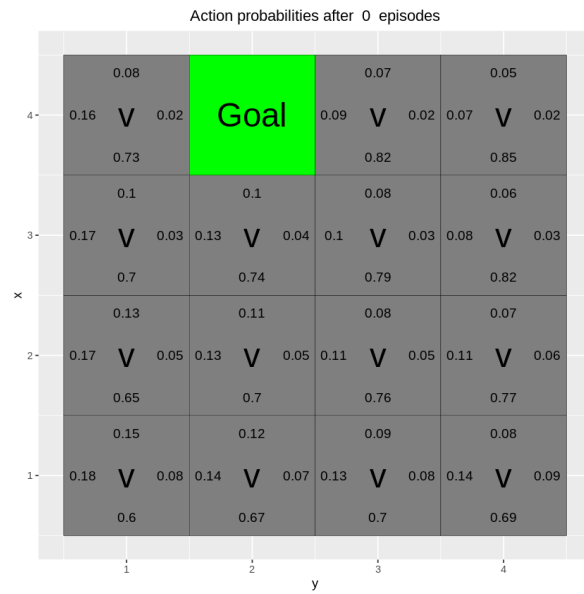 Action probabilities after 0 episodes
0.08 0.07 0.05
4 0.16 V 0.02 Goal 0.09 V 0.02 0.07 V 0.02
0.73 0.82 0.85
0.1 0.1 0.08 0.06
3 0.17 V 0.03 0.13 V 0.04 0.1 V 0.03 0.08 V 0.03
0.7 0.74 0.79 0.82
x
0.13 0.11 0.08 0.07
2 0.17 V 0.05 0.13 V 0.05 0.11 V 0.05 0.11 V 0.06
0.65 0.7 0.76 0.77
0.15 0.12 0.09 0.08
1 0.18 V 0.08 0.14 V 0.07 0.13 V 0.08 0.14 V 0.09
0.6 0.67 0.7 0.69
1 2 3 4
y